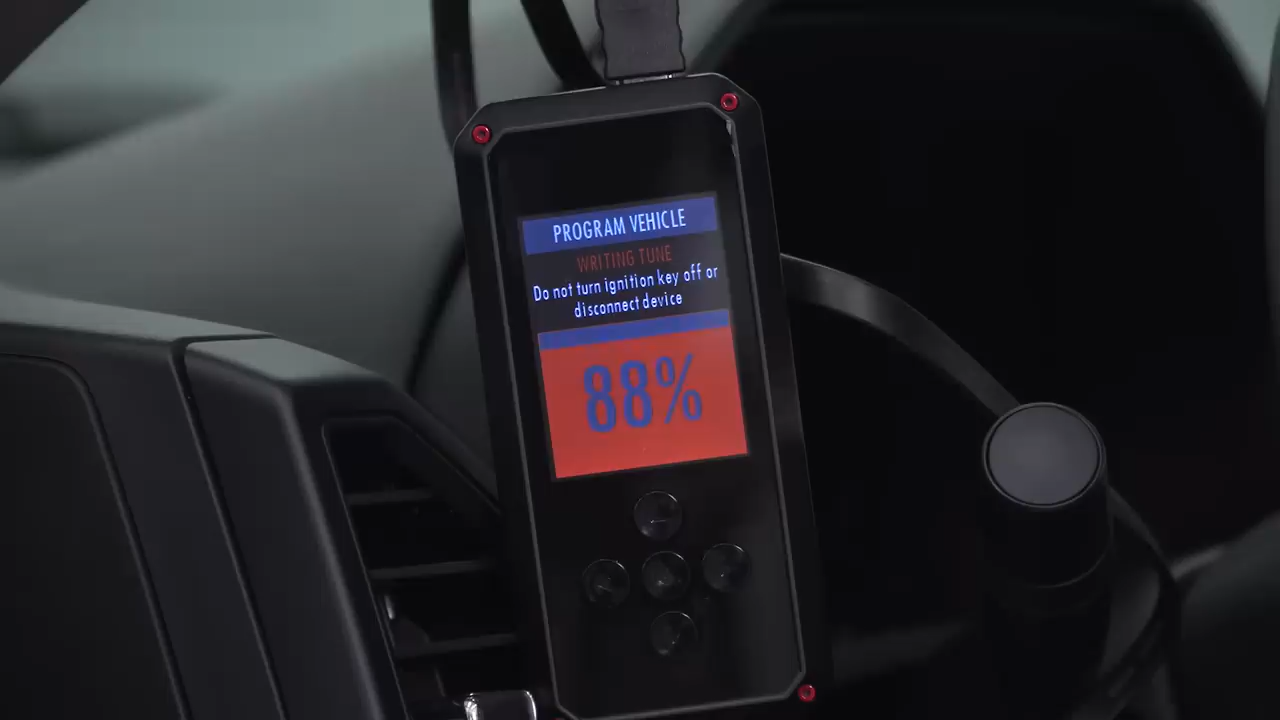 PROGRAM VEHICLE
WRITING TUNE
Do not turn ignition key off or
disconnect device
88%